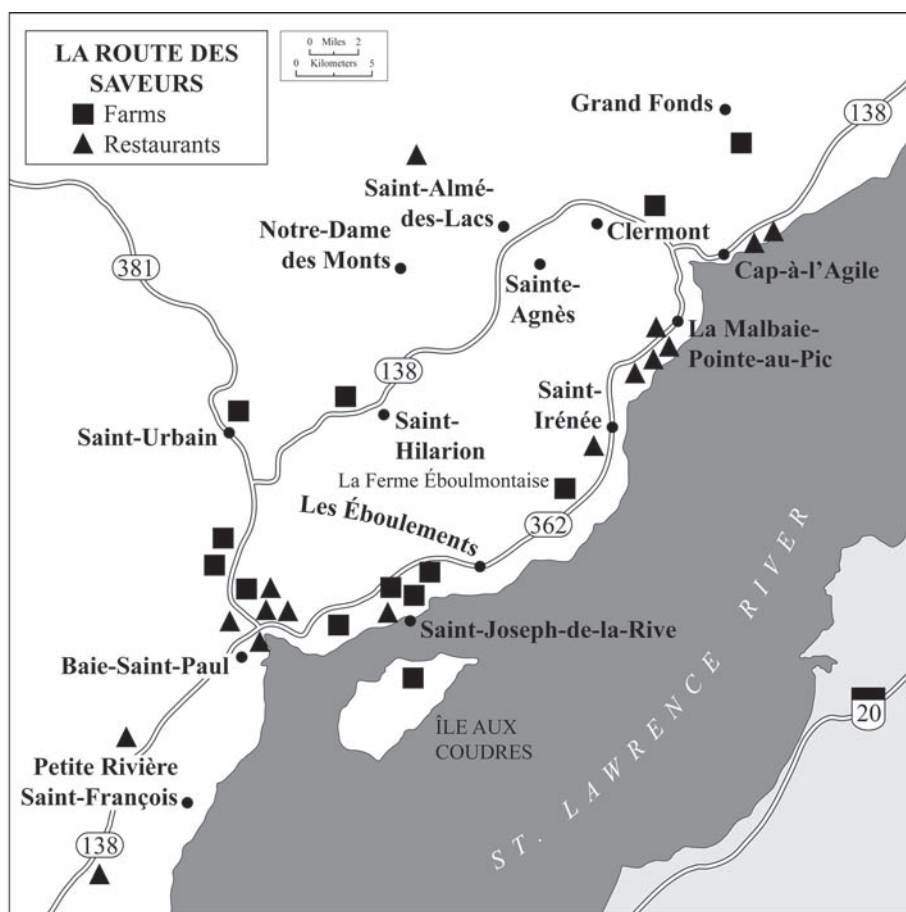 LA ROUTE DES
SAVEURS
Farms
Restaurants
0 Miles 2
0 Kilometers 5
Grand Fonds
138
Saint-Almé-
des-Lacs
Notre-Dame
des Monts
Clermont
381
Sainte-
Agnès
Cap-à-l'Agile
La Malbaie-
Pointe-au-Pic
138
Saint-
Irénée
Saint-Urbain
Saint-
Hilarion
La Ferme Éboulmontaise
Les Éboulements
362
Saint-Joseph-de-la-Rive
Baie-Saint-Paul
ÎLE AUX
COUDRES
ST. LAWRENCE RIVER
20
Petite Rivière
Saint-François
138